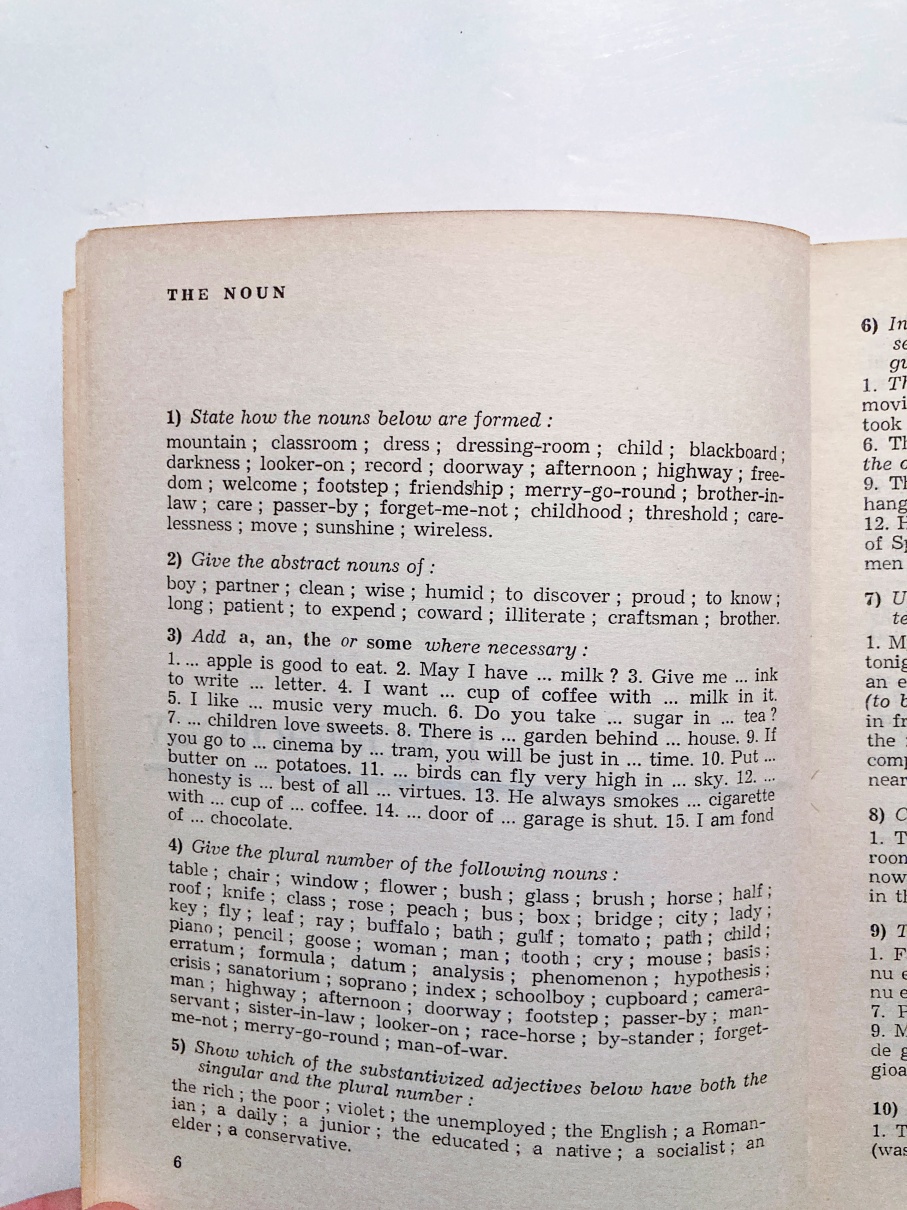 THE NOUN
1) State how the nouns below are formed :
mountain ; classroom ; dress ; dressing-room ; child ; blackboard ;
darkness ; looker-on ; record ; doorway ; afternoon ; highway ; free-
dom ; welcome ; footstep ; friendship ; merry-go-round ; brother-in-
law ; care ; passer-by ; forget-me-not ; childhood ; threshold ; care-
lessness ; move ; sunshine ; wireless.
2) Give the abstract nouns of :
boy ; partner ; clean ; wise ; humid ; to discover ; proud ; to know ;
long ; patient ; to expend ; coward ; illiterate ; craftsman ; brother.
3) Add a, an, the or some where necessary :
1. ... apple is good to eat. 2. May I have ... milk ? 3. Give me ... ink
to write ... letter. 4. I want ... cup of coffee with ... milk in it.
5. I like ... music very much. 6. Do you take ... sugar in ... tea ?
7. ... children love sweets. 8. There is ... garden behind ... house. 9. If
you go to ... cinema by ... tram, you will be just in ... time. 10. Put ...
butter on ... potatoes. 11. ... birds can fly very high in ... sky. 12. ...
honesty is ... best of all ... virtues. 13. He always smokes ... cigarette
with ... cup of ... coffee. 14. ... door of ... garage is shut. 15. I am fond
of ... chocolate.
4) Give the plural number of the following nouns :
table ; chair ; window ; flower ; bush ; glass ; brush ; horse ; half ;
roof ; knife ; class ; rose ; peach ; bus ; box ; bridge ; city ; lady ;
key ; fly ; leaf ; ray ; buffalo ; bath ; gulf ; tomato ; path ; child ;
piano ; pencil ; goose ; woman ; man ; tooth ; cry ; mouse ; basis ;
erratum ; formula ; datum ; analysis ; phenomenon ; hypothesis ;
crisis ; sanatorium ; soprano ; index ; schoolboy ; cupboard ; camera-
man ; highway ; afternoon ; doorway ; footstep ; passer-by ; man-
servant ; sister-in-law ; looker-on ; race-horse ; by-stander ; forget-
me-not ; merry-go-round ; man-of-war.
5) Show which of the substantivized adjectives below have both the
singular and the plural number :
the rich ; the poor ; violet ; the unemployed ; the English ; a Roman-
ian ; a daily ; a junior ; the educated ; a native ; a socialist ; an
elder ; a conservative.
6
6) In
se
gu
1. Th
movi
took
6. Th
the o
9. Th
hang
12. H
of Sp
men
7) U
te
1. M
tonig
an e
(to b
in fr
the
comp
near
8) C
1. T
room
now
in th
9) T
1. F
nu e
nu e
7. P
9. M
de g
gioa
10)
1. T
(was